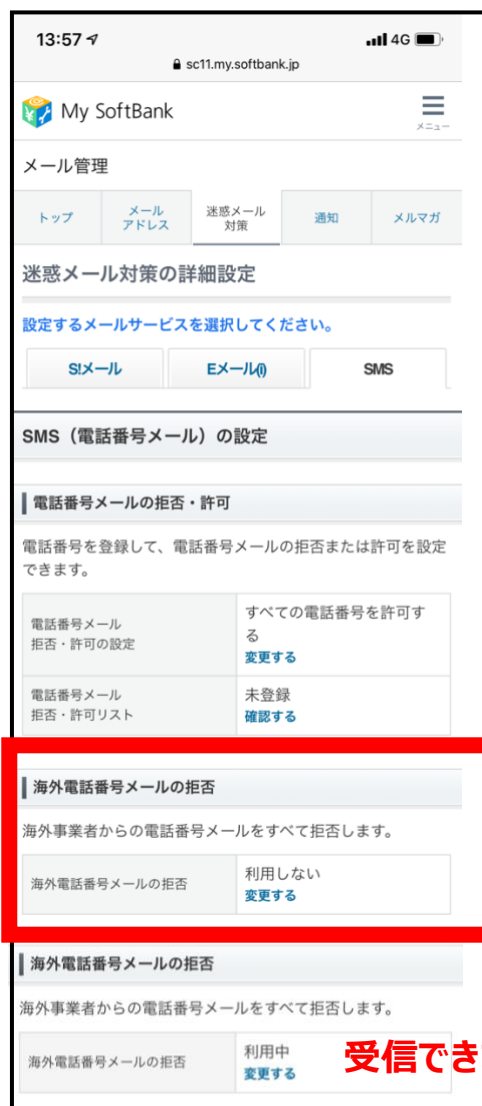 13:57
4G
sc11.my.softbank.jp
My SoftBank
メニュー
メール管理
トップ
メール
アドレス
迷惑メール
対策
通知
メルマガ
迷惑メール対策の詳細設定
設定するメールサービスを選択してください。
S!メール
Eメール(i)
SMS
SMS（電話番号メール）の設定
電話番号メールの拒否・許可
電話番号を登録して、電話番号メールの拒否または許可を設定
できます。
電話番号メール
拒否・許可の設定
すべての電話番号を許可す
る
変更する
電話番号メール
拒否・許可リスト
未登録
確認する
海外電話番号メールの拒否
海外事業者からの電話番号メールをすべて拒否します。
海外電話番号メールの拒否
利用しない
変更する
海外電話番号メールの拒否
海外事業者からの電話番号メールをすべて拒否します。
海外電話番号メールの拒否
利用中
変更する
受信でき